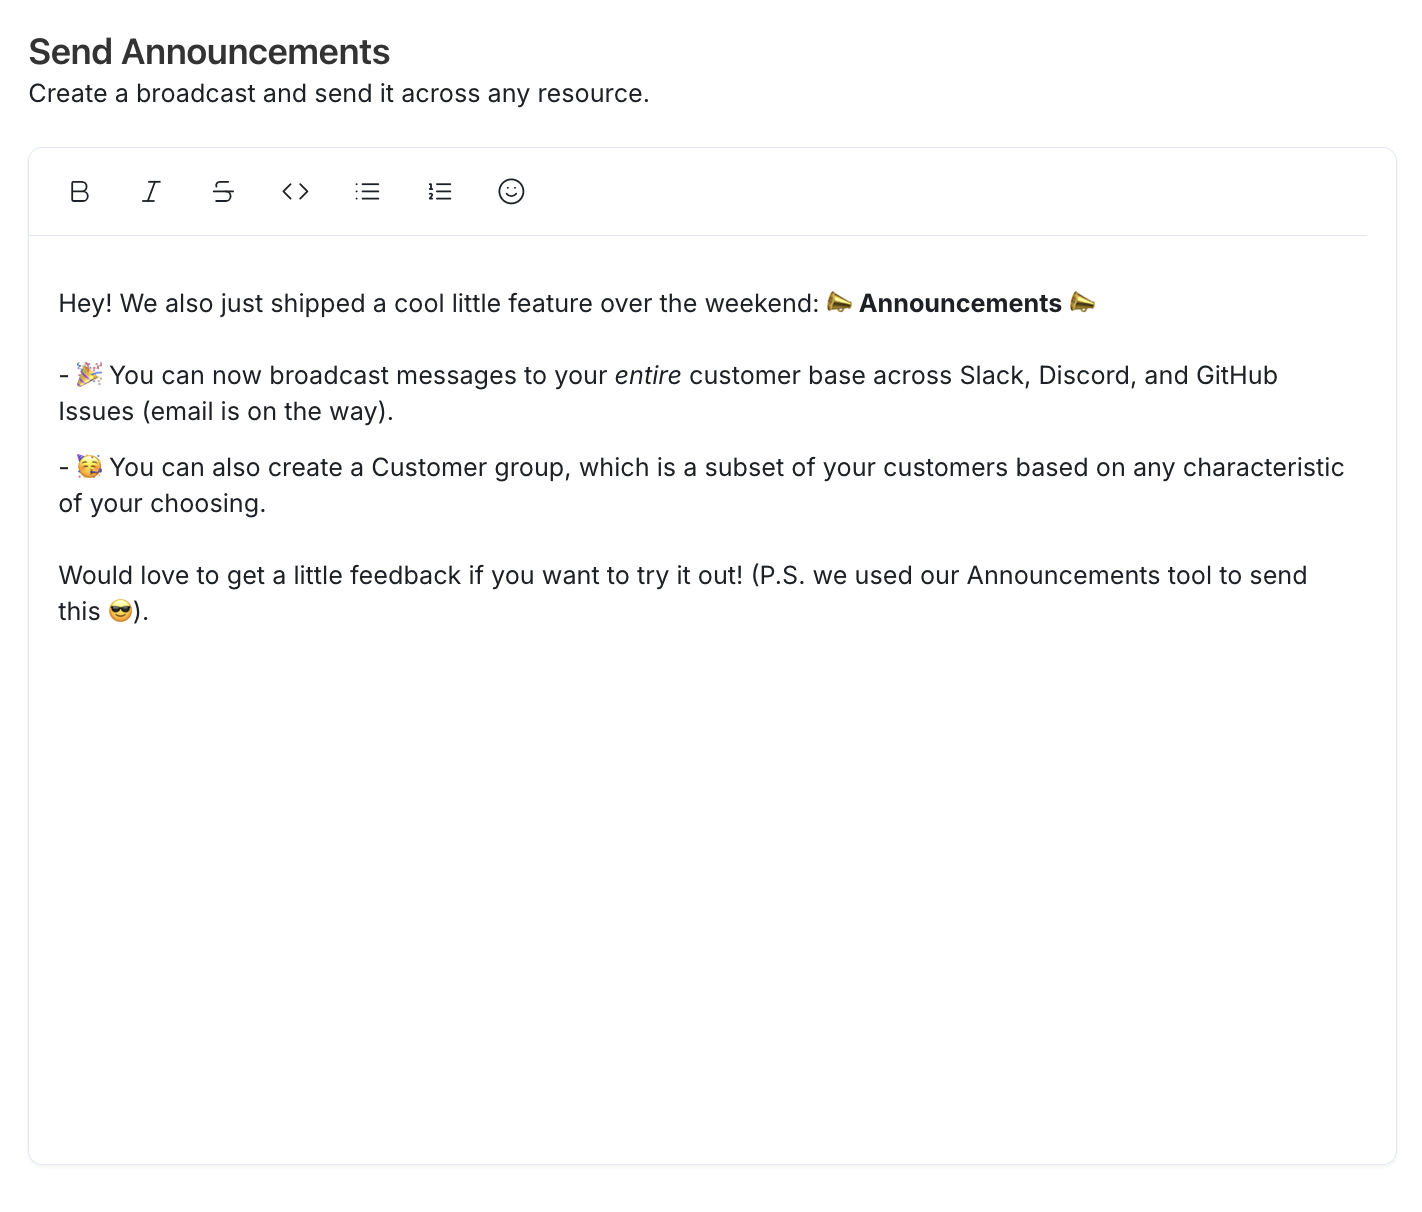 Send Announcements
Create a broadcast and send it across any resource.
Hey! We also just shipped a cool little feature over the weekend: 📣 Announcements 📣
- 🎉 You can now broadcast messages to your entire customer base across Slack, Discord, and GitHub
Issues (email is on the way).
- 🥳 You can also create a Customer group, which is a subset of your customers based on any characteristic
of your choosing.
Would love to get a little feedback if you want to try it out! (P.S. we used our Announcements tool to send
this 😎).